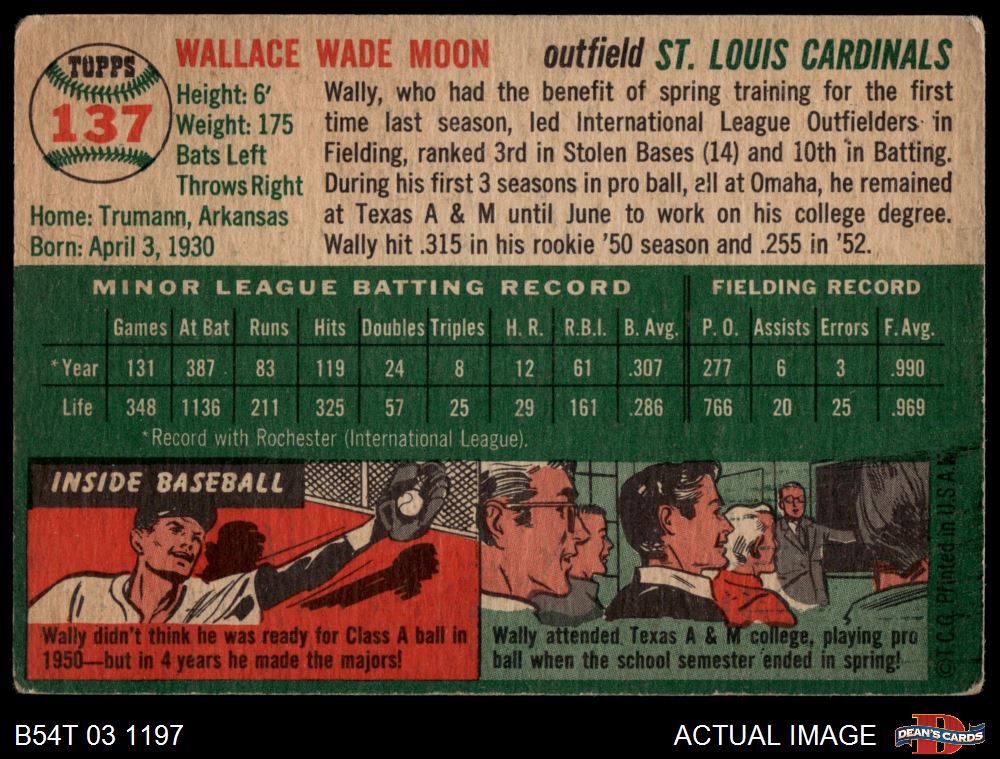 TOPPS
137
WALLACE WADE MOON outfield ST. LOUIS CARDINALS
Height: 6'
Weight: 175
Bats Left
Throws Right
Home: Trumann, Arkansas
Born: April 3, 1930
Wally, who had the benefit of spring training for the first
time last season, led International League Outfielders in
Fielding, ranked 3rd in Stolen Bases (14) and 10th in Batting.
During his first 3 seasons in pro ball, all at Omaha, he remained
at Texas A & M until June to work on his college degree.
Wally hit .315 in his rookie '50 season and .255 in '52.
MINOR LEAGUE BATTING RECORD FIELDING RECORD
Games At Bat Runs Hits Doubles Triples H. R. R.B.I. B. Avg. P. O. Assists Errors F. Avg.
*Year 131 387 83 119 24 8 12 61 .307 277 6 3 .990
Life 348 1136 211 325 57 25 29 161 .286 766 20 25 .969
*Record with Rochester (International League).
INSIDE BASEBALL
Wally didn't think he was ready for Class A ball in
1950—but in 4 years he made the majors!
Wally attended Texas A & M college, playing pro
ball when the school semester ended in spring!
©T.C.G. Printed in U.S.A.
B54T 03 1197
ACTUAL IMAGE
DEAN'S CARDS